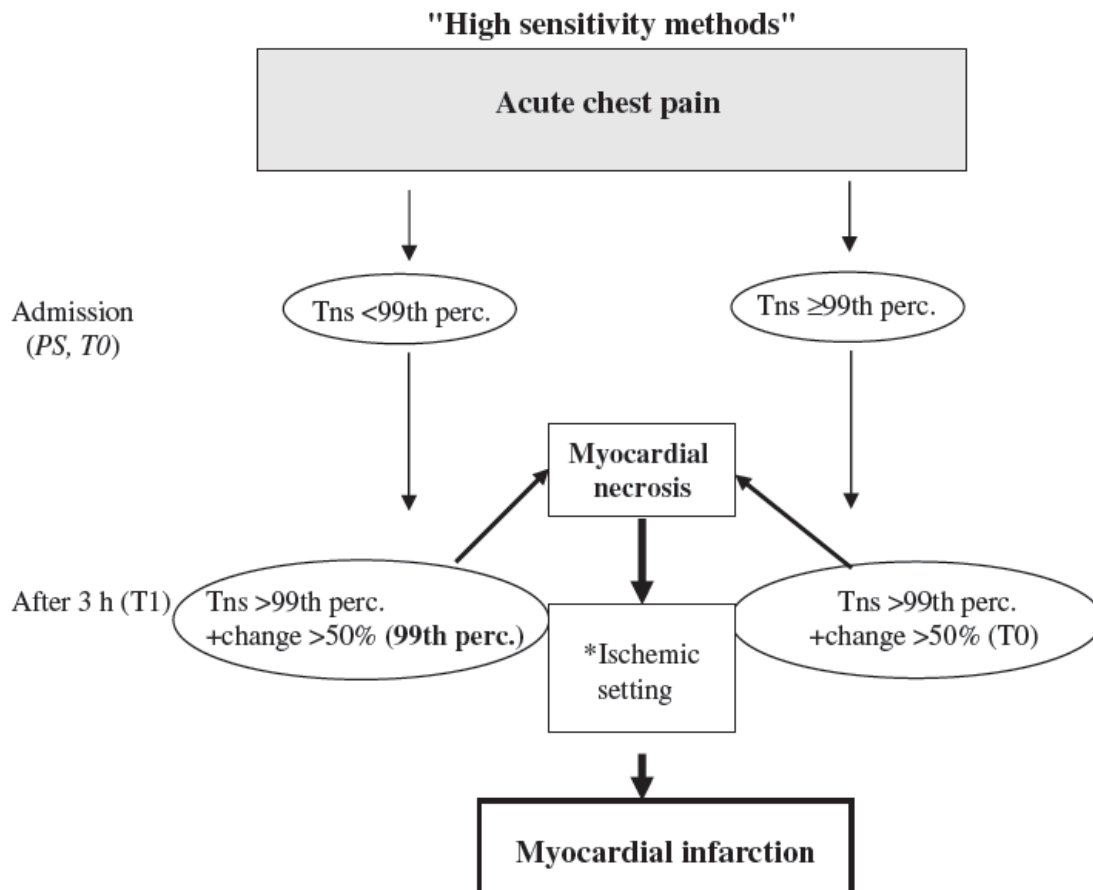 "High sensitivity methods"
Acute chest pain
Admission
(PS, T0)
Tns <99th perc.
Tns ≥99th perc.
Myocardial
necrosis
After 3 h (T1)
Tns >99th perc.
+change >50% (99th perc.)
Tns >99th perc.
+change >50% (T0)
*Ischemic
setting
Myocardial infarction